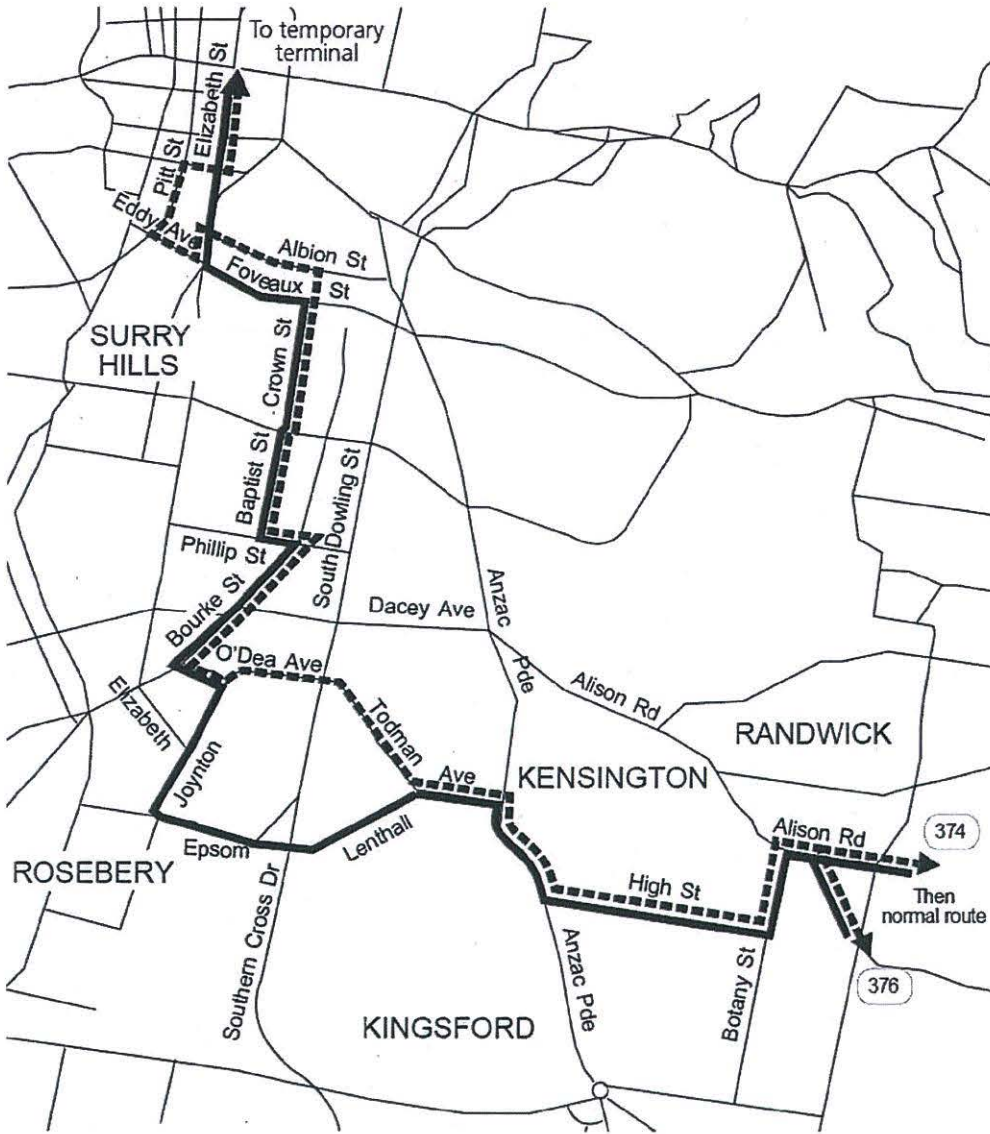 To temporary
terminal
Elizabeth St
Pitt St
Eddy Ave
Albion St
Foveaux St
SURRY
HILLS
Crown St
Baptist St
South Dowling St
Phillip St
Bourke St
Dacey Ave
Anzac Pde
O'Dea Ave
Alison Rd
Elizabeth
Todman Ave
RANDWICK
KENSINGTON
Joynton
Epsom
Lenthall
ROSEBERY
Alison Rd
374
High St
Then
normal route
Southern Cross Dr
Anzac Pde
Botany St
376
KINGSFORD